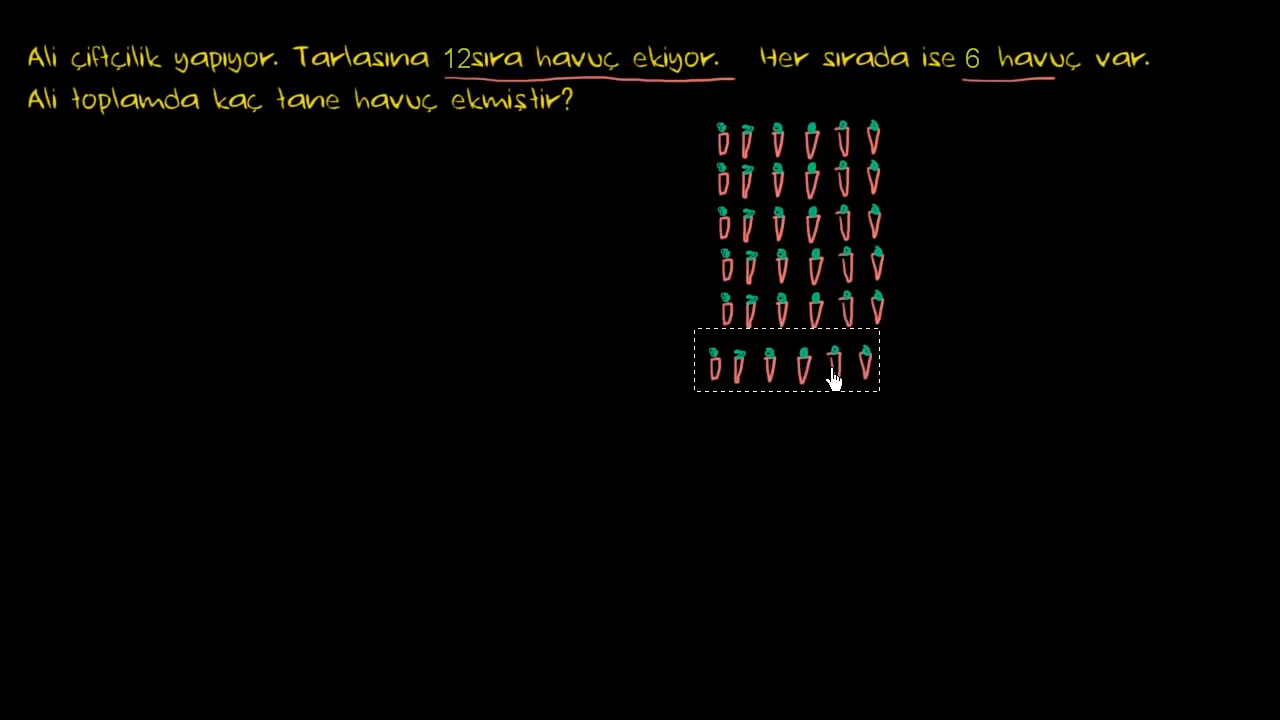 Ali çiftçilik yapıyor. Tarlasına 12sıra havuç ekiyor. Her sırada ise 6 havuç var.
Ali toplamda kaç tane havuç ekmiştir?